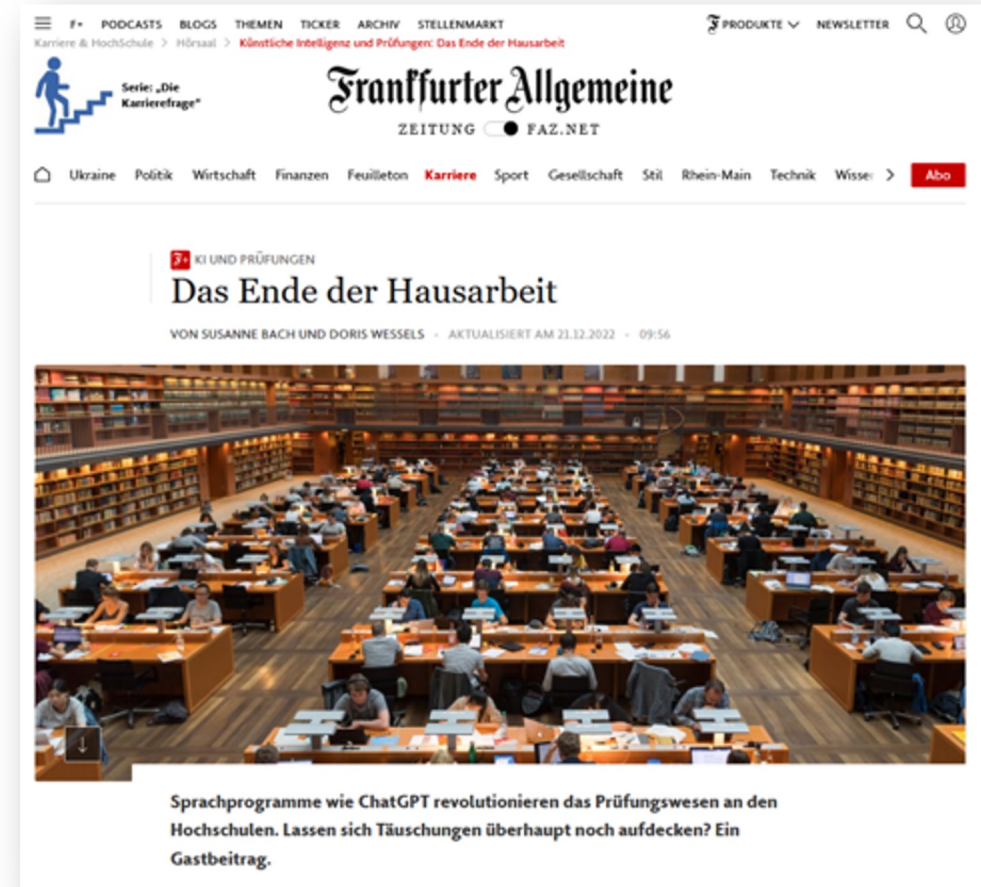 F+ PODCASTS BLOGS THEMEN TICKER ARCHIV STELLENMARKT PRODUKTE NEWSLETTER
Karriere & HochSchule > Hörsaal > Künstliche Intelligenz und Prüfungen: Das Ende der Hausarbeit
Serie: „Die
Karrierefrage“
Frankfurter Allgemeine
ZEITUNG FAZ.NET
Ukraine Politik Wirtschaft Finanzen Feuilleton Karriere Sport Gesellschaft Stil Rhein-Main Technik Wisse Abo
F+ KI UND PRÜFUNGEN
Das Ende der Hausarbeit
VON SUSANNE BACH UND DORIS WESSELS - AKTUALISIERT AM 21.12.2022 - 09:56
Sprachprogramme wie ChatGPT revolutionieren das Prüfungswesen an den
Hochschulen. Lassen sich Täuschungen überhaupt noch aufdecken? Ein
Gastbeitrag.